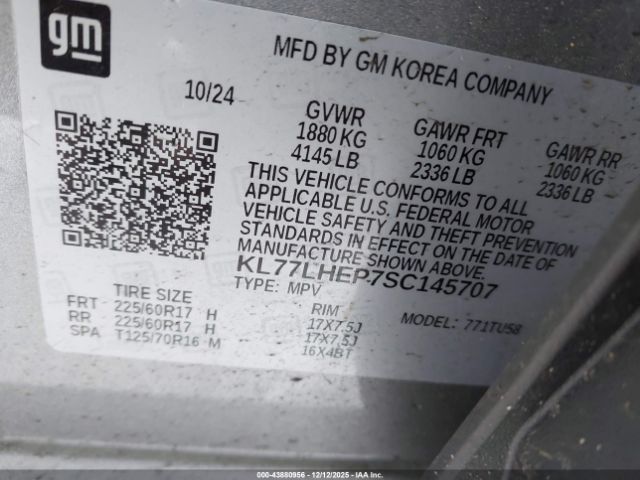 gm
MFD BY GM KOREA COMPANY
10/24
GVWR GAWR FRT GAWR RR
1880 KG 1060 KG 1060 KG
4145 LB 2336 LB 2336 LB
THIS VEHICLE CONFORMS TO ALL
APPLICABLE U.S. FEDERAL MOTOR
VEHICLE SAFETY AND THEFT PREVENTION
STANDARDS IN EFFECT ON THE DATE OF
MANUFACTURE SHOWN ABOVE.
KL77LHEP7SC145707
TYPE: MPV MODEL: 771TU58
TIRE SIZE RIM
FRT 225/60R17 H 17X7.5J
RR 225/60R17 H 17X7.5J
SPA T125/70R16 M 16X4BT
000-43880956 - 12/12/2025 - IAAI.COM